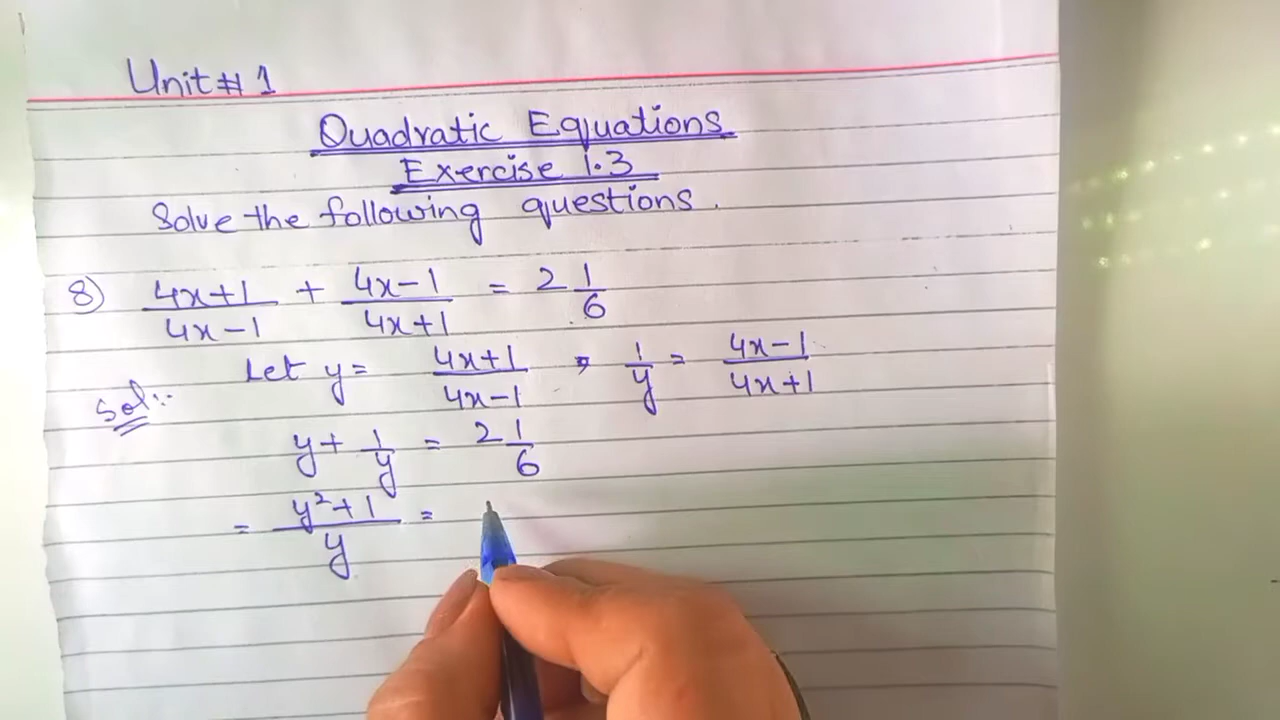 Unit # 1
Quadratic Equations
Exercise 1.3
Solve the following questions.
8) (4x+1)/(4x-1) + (4x-1)/(4x+1) = 2 1/6
Sol:- Let y = (4x+1)/(4x-1) , 1/y = (4x-1)/(4x+1)
y + 1/y = 2 1/6
= (y²+1)/y =